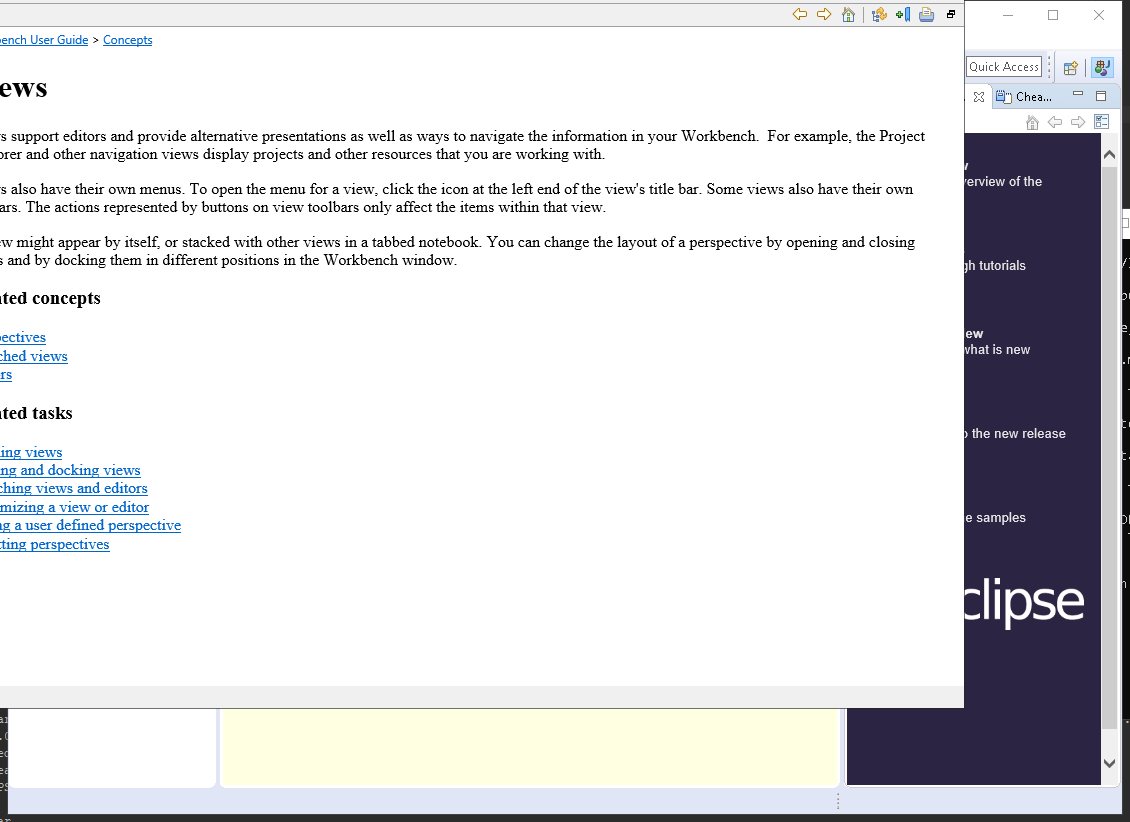 ench User Guide > Concepts
ews
s support editors and provide alternative presentations as well as ways to navigate the information in your Workbench.  For example, the Project
orer and other navigation views display projects and other resources that you are working with.
s also have their own menus. To open the menu for a view, click the icon at the left end of the view's title bar. Some views also have their own
ars. The actions represented by buttons on view toolbars only affect the items within that view.
ew might appear by itself, or stacked with other views in a tabbed notebook. You can change the layout of a perspective by opening and closing
s and by docking them in different positions in the Workbench window.
ted concepts
ectives
ched views
rs
ted tasks
ing views
ng and docking views
ching views and editors
mizing a view or editor
ng a user defined perspective
tting perspectives
Quick Access
Chea...
w
verview of the
gh tutorials
ew
what is new
o the new release
e samples
clipse